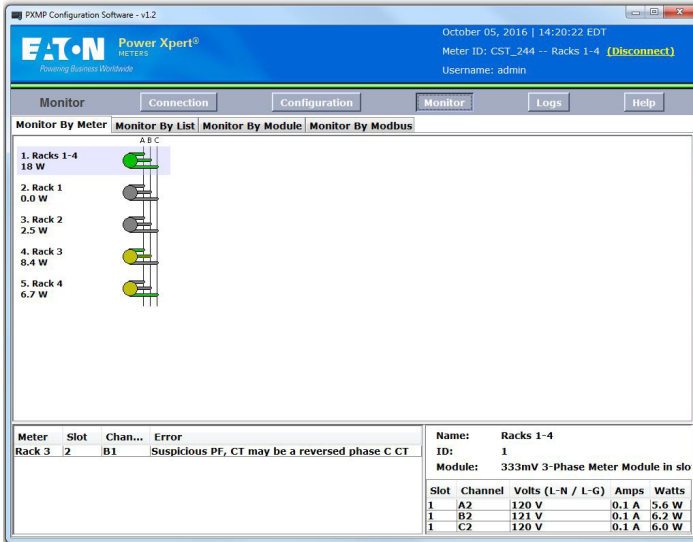 PXMP Configuration Software - v1.2
October 05, 2016 | 14:20:22 EDT
EATON
Powering Business Worldwide
Power Xpert®
METERS
Meter ID: CST_244 -- Racks 1-4 (Disconnect)
Username: admin
Monitor Connection Configuration Monitor Logs Help
Monitor By Meter Monitor By List Monitor By Module Monitor By Modbus
A B C
1. Racks 1-4
18 W
2. Rack 1
0.0 W
3. Rack 2
2.5 W
4. Rack 3
8.4 W
5. Rack 4
6.7 W
Meter Slot Chan... Error
Rack 3 2 B1 Suspicious PF, CT may be a reversed phase C CT
Name: Racks 1-4
ID: 1
Module: 333mV 3-Phase Meter Module in slo
Slot Channel Volts (L-N / L-G) Amps Watts
1 A2 120 V 0.1 A 5.6 W
1 B2 121 V 0.1 A 6.2 W
1 C2 120 V 0.1 A 6.0 W